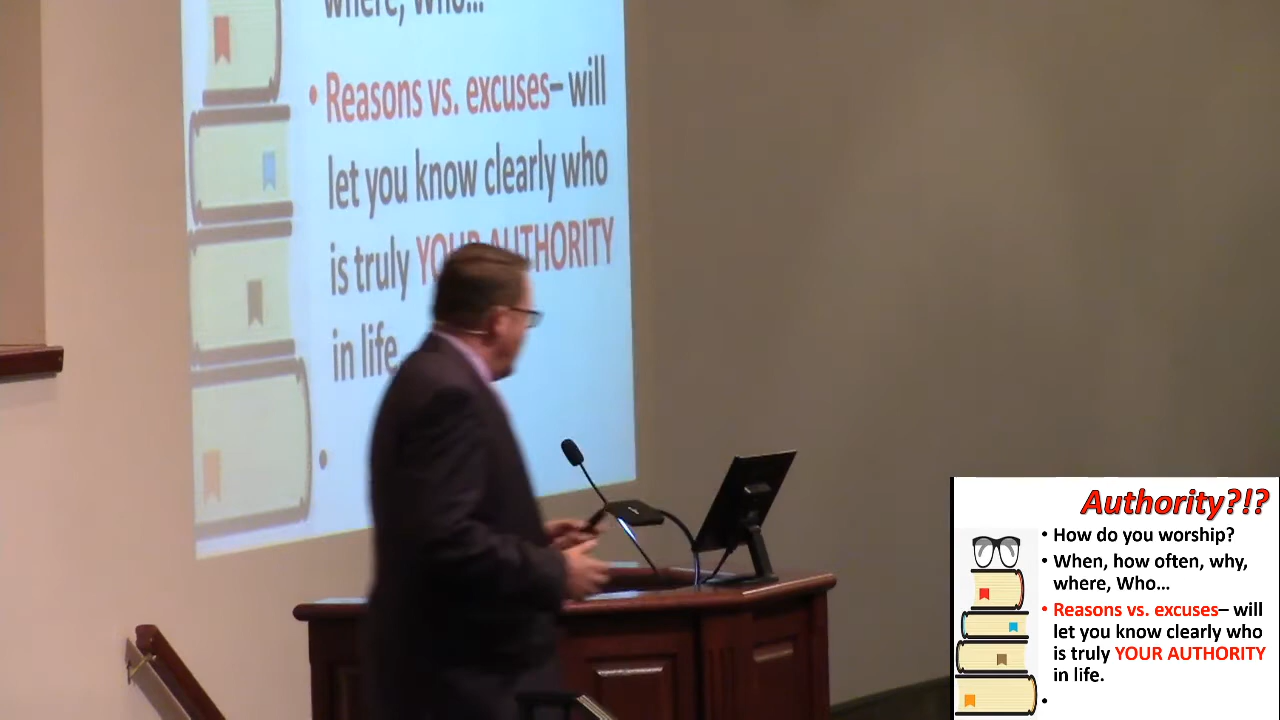 where, Who...
• Reasons vs. excuses– will
let you know clearly who
is truly YOUR AUTHORITY
in life.
•
Authority?!?
• How do you worship?
• When, how often, why,
where, Who...
• Reasons vs. excuses– will
let you know clearly who
is truly YOUR AUTHORITY
in life.
•